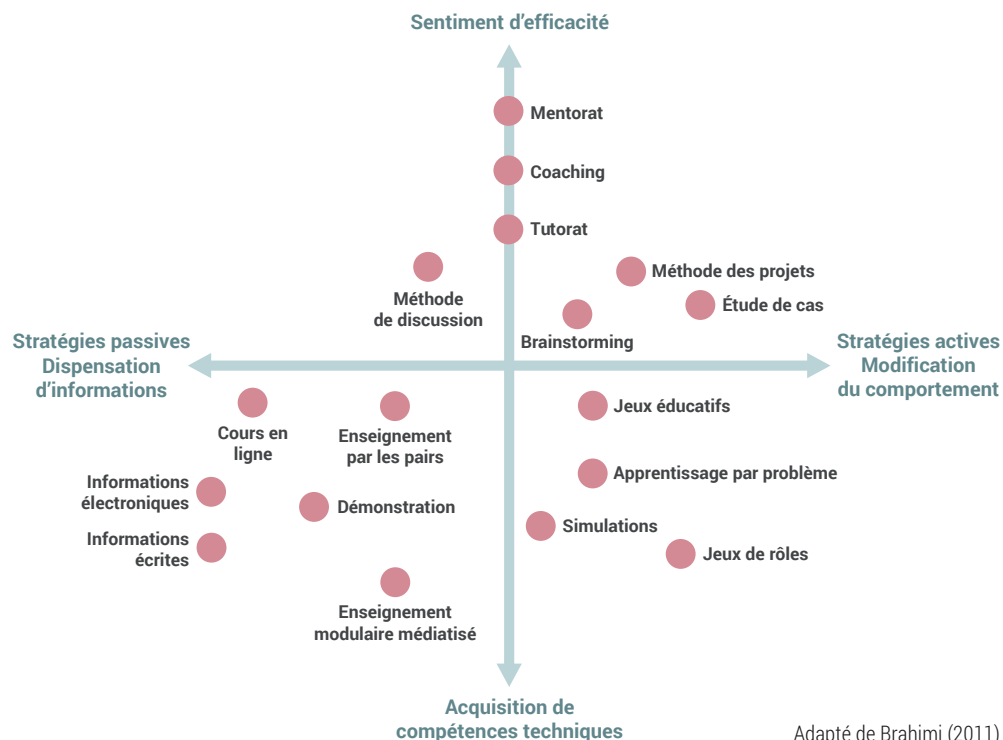 Sentiment d’efficacité
Mentorat
Coaching
Tutorat
Méthode des projets
Étude de cas
Méthode
de discussion
Brainstorming
Stratégies passives
Dispensation
d’informations
Stratégies actives
Modification
du comportement
Jeux éducatifs
Cours en
ligne
Enseignement
par les pairs
Apprentissage par problème
Informations
électroniques
Démonstration
Simulations
Informations
écrites
Jeux de rôles
Enseignement
modulaire médiatisé
Acquisition de
compétences techniques
Adapté de Brahimi (2011)